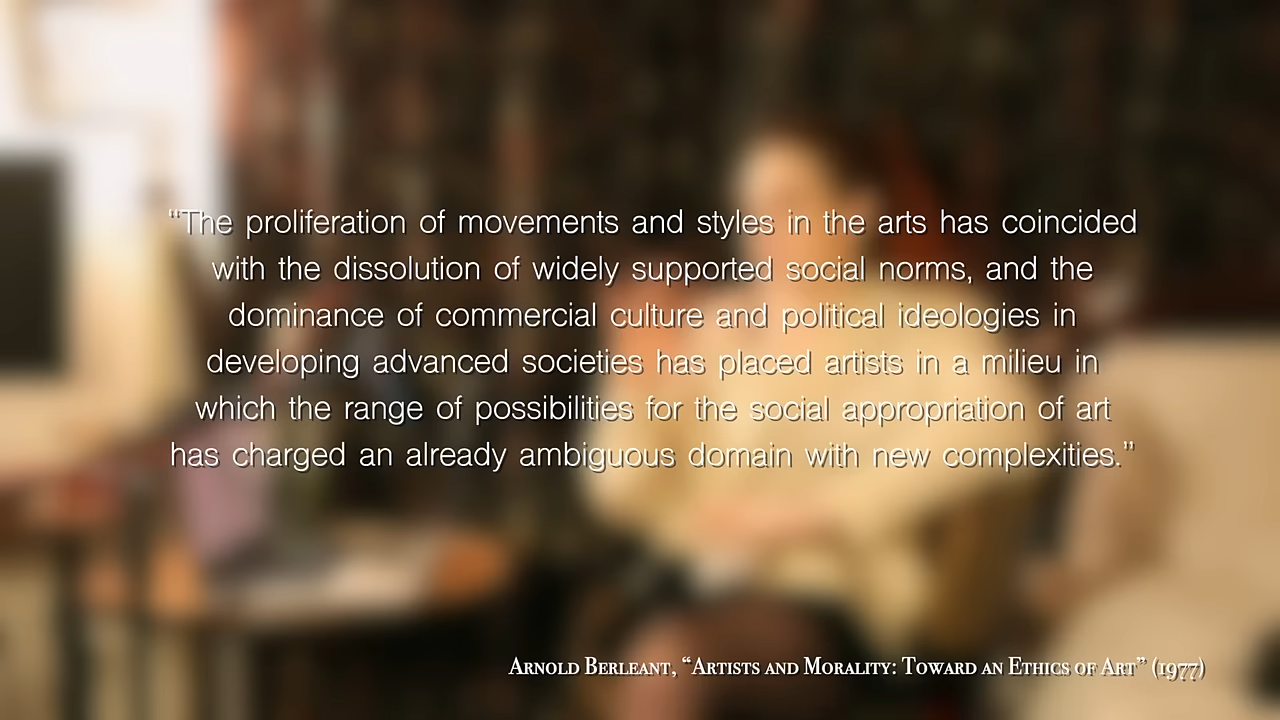 "The proliferation of movements and styles in the arts has coincided
with the dissolution of widely supported social norms, and the
dominance of commercial culture and political ideologies in
developing advanced societies has placed artists in a milieu in
which the range of possibilities for the social appropriation of art
has charged an already ambiguous domain with new complexities.”
Arnold Berleant, “Artists and Morality: Toward an Ethics of Art” (1977)